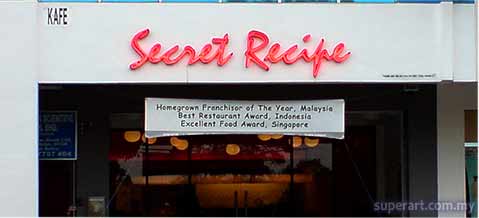 KAFE
Secret Recipe
Homegrown Franchisor of The Year, Malaysia
Best Restaurant Award, Indonesia
Excellent Food Award, Singapore
superart.com.my